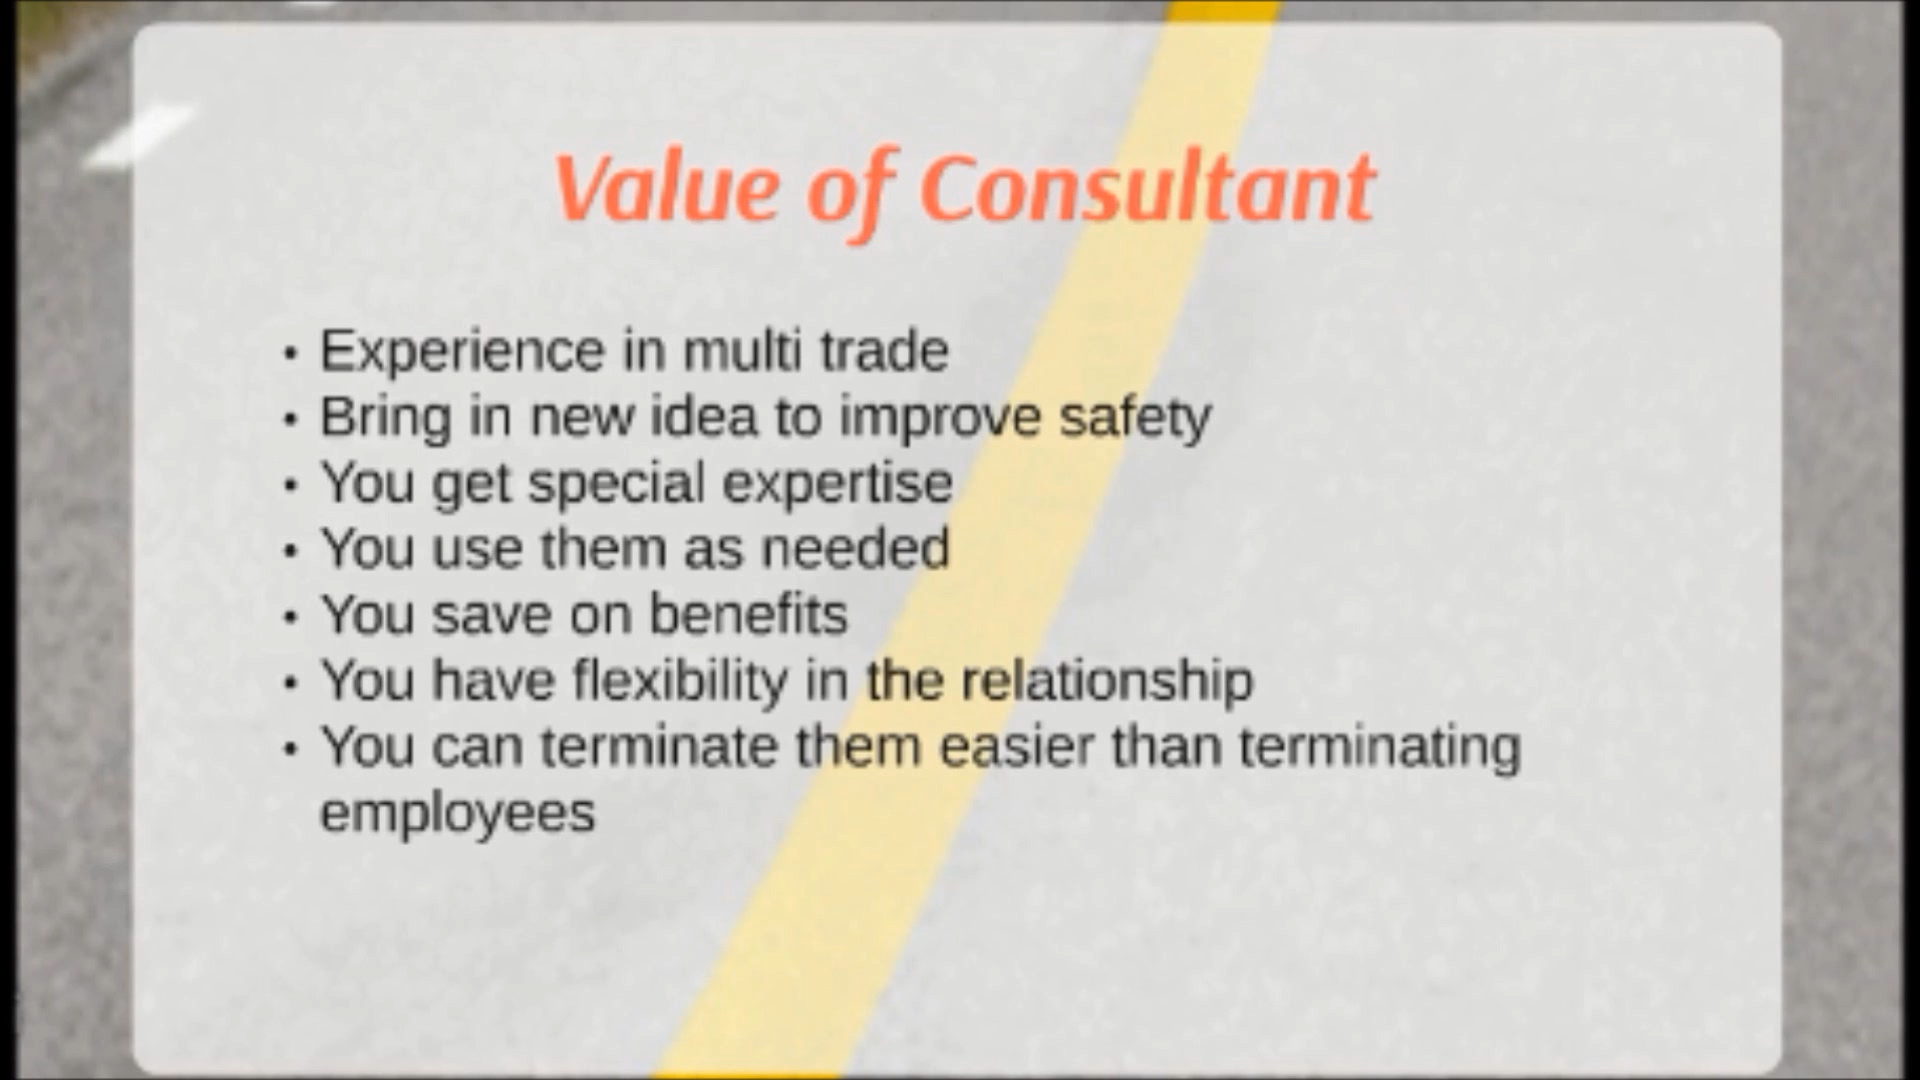 Value of Consultant
• Experience in multi trade
• Bring in new idea to improve safety
• You get special expertise
• You use them as needed
• You save on benefits
• You have flexibility in the relationship
• You can terminate them easier than terminating
employees